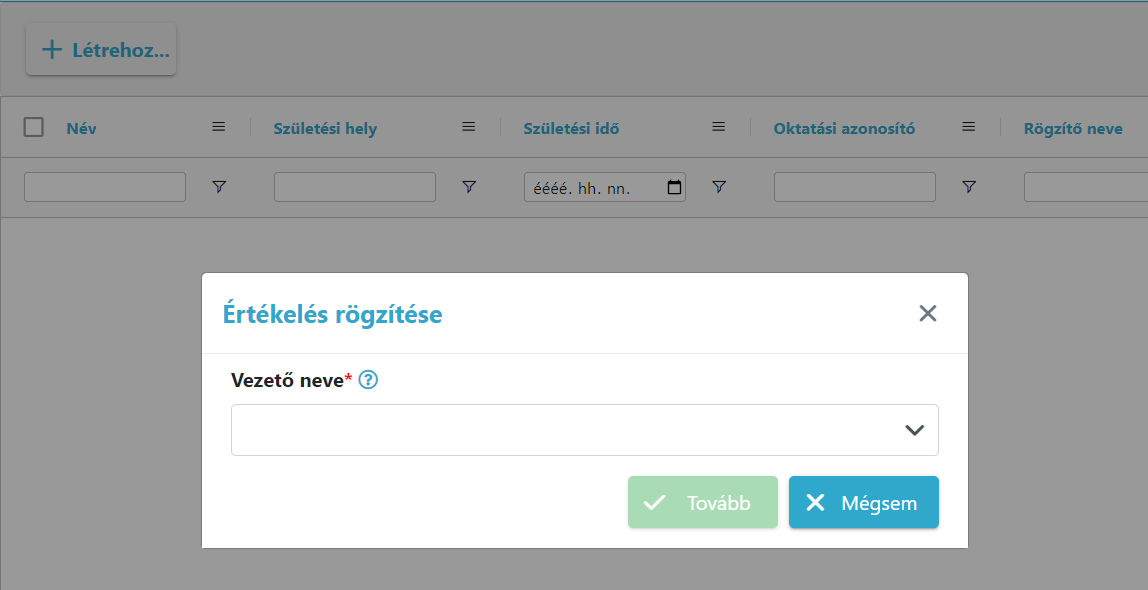 Létrehoz...
Név Születési hely Születési idő Oktatási azonosító Rögzítő neve
éééé. hh. nn.
Értékelés rögzítése
Vezető neve* ?
Tovább Mégsem